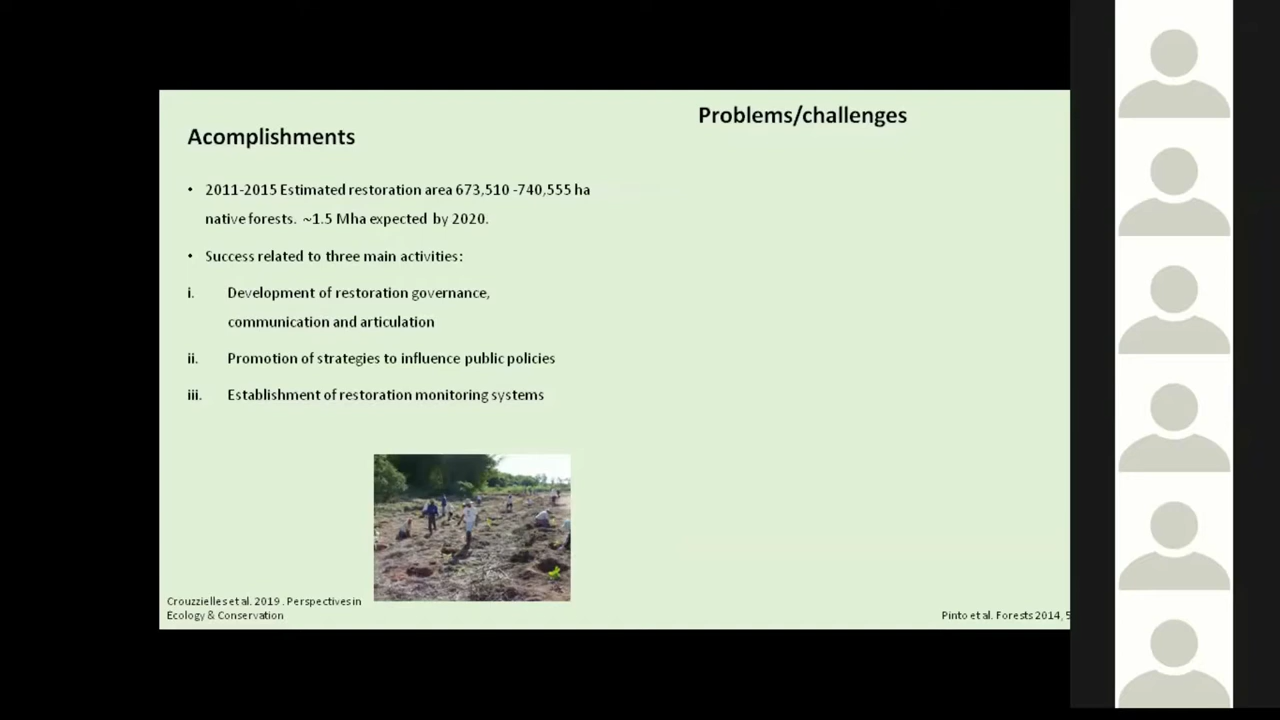 Acomplishments
• 2011-2015 Estimated restoration area 673,510 -740,555 ha
native forests. ~1.5 Mha expected by 2020.
• Success related to three main activities:
i. Development of restoration governance,
communication and articulation
ii. Promotion of strategies to influence public policies
iii. Establishment of restoration monitoring systems
Crouzzielles et al. 2019 . Perspectives in
Ecology & Conservation
Problems/challenges
Pinto et al. Forests 2014, 5